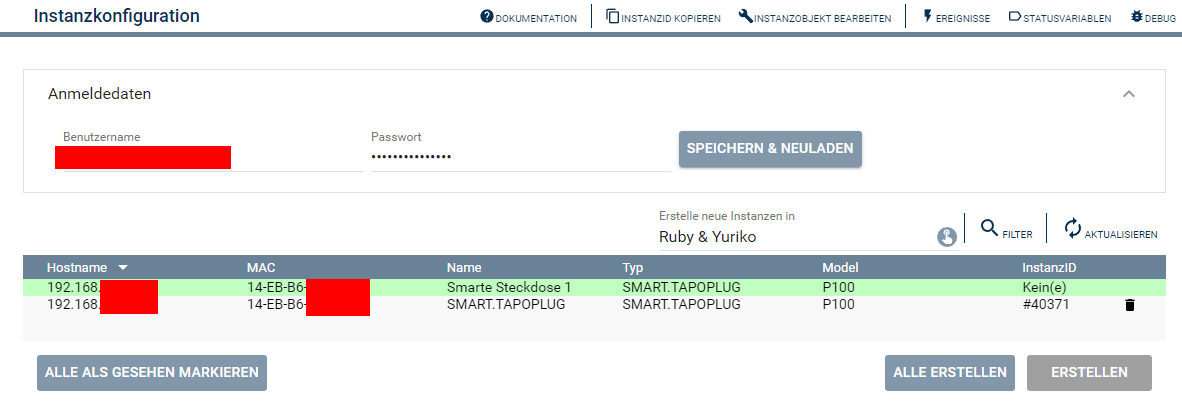 Instanzkonfiguration
DOKUMENTATION INSTANZID KOPIEREN INSTANZOBJEKT BEARBEITEN EREIGNISSE STATUSVARIABLEN DEBUG
Anmeldedaten
Benutzername Passwort
•••••••••••••••
SPEICHERN & NEULADEN
Erstelle neue Instanzen in
Ruby & Yuriko
FILTER AKTUALISIEREN
Hostname MAC Name Typ Model InstanzID
192.168. 14-EB-B6- Smarte Steckdose 1 SMART.TAPOPLUG P100 Kein(e)
192.168. 14-EB-B6- SMART.TAPOPLUG SMART.TAPOPLUG P100 #40371
ALLE ALS GESEHEN MARKIEREN ALLE ERSTELLEN ERSTELLEN